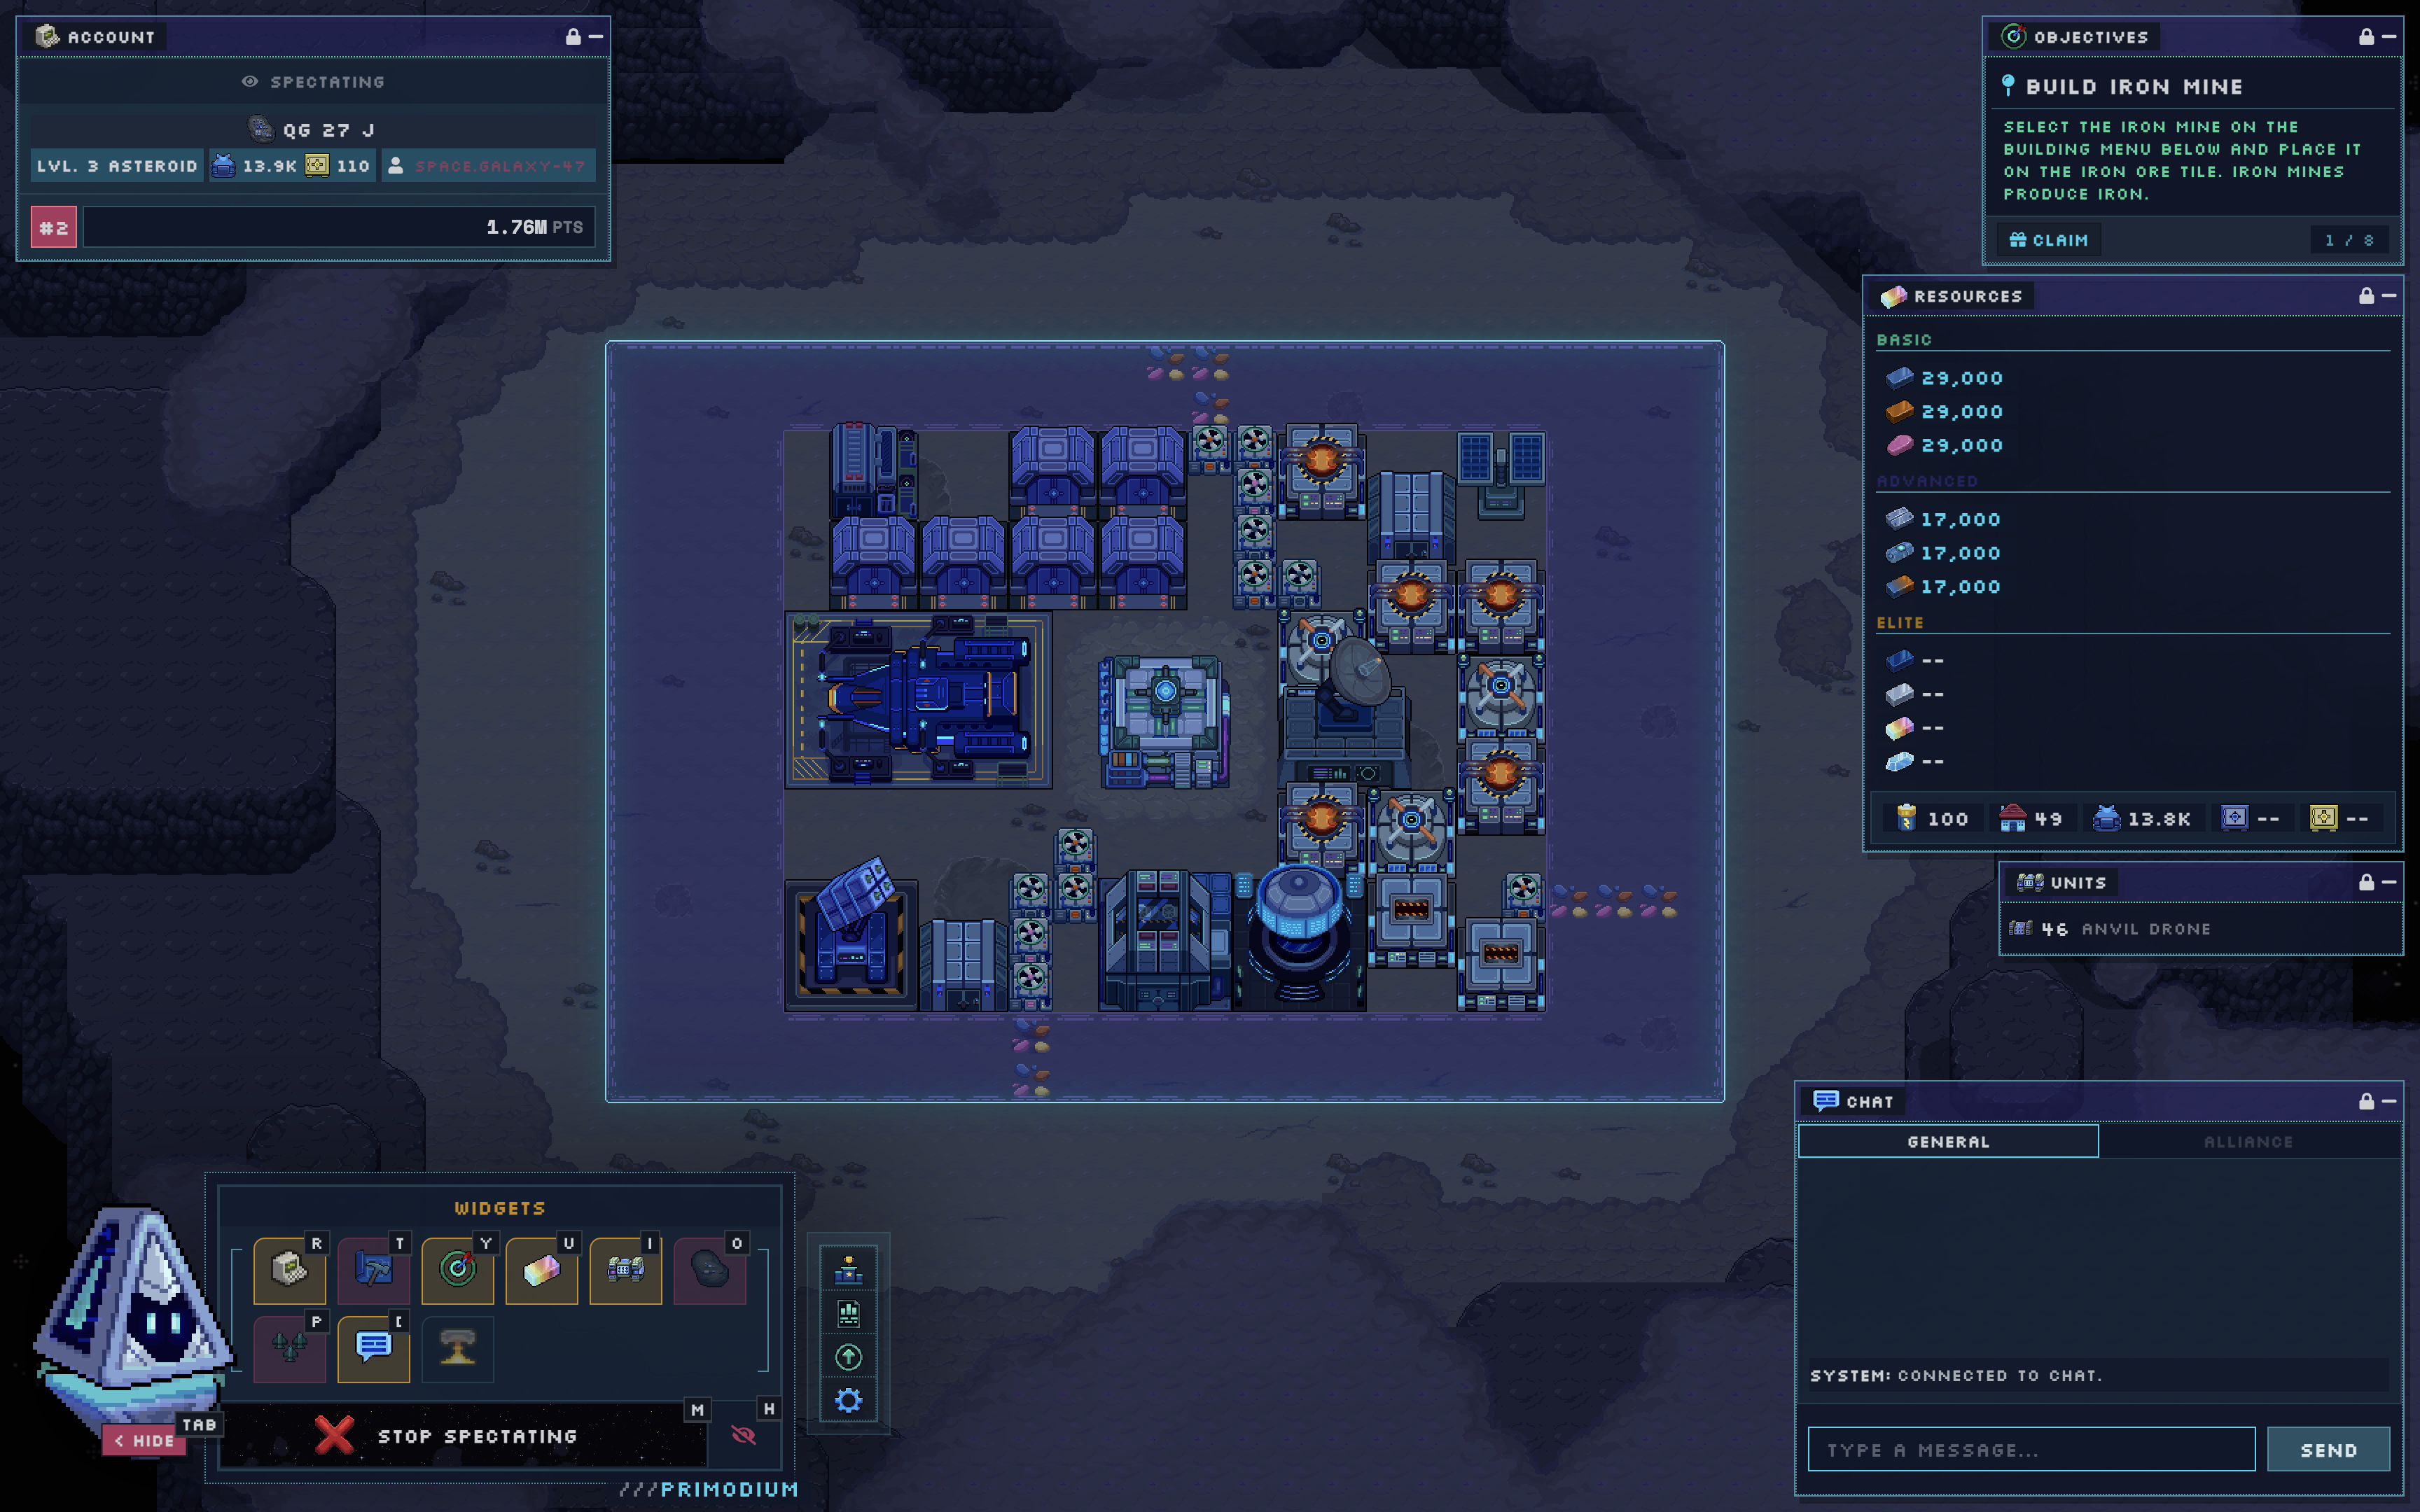 ACCOUNT
SPECTATING
QG 27 J
LVL. 3 ASTEROID 13.9K 110 SPACE.GALAXY-47
#2 1.76M PTS
OBJECTIVES
BUILD IRON MINE
SELECT THE IRON MINE ON THE
BUILDING MENU BELOW AND PLACE IT
ON THE IRON ORE TILE. IRON MINES
PRODUCE IRON.
CLAIM 1 / 8
RESOURCES
BASIC
29,000
29,000
29,000
ADVANCED
17,000
17,000
17,000
ELITE
--
--
--
--
100 49 13.8K -- --
UNITS
46 ANVIL DRONE
CHAT
GENERAL ALLIANCE
SYSTEM: CONNECTED TO CHAT.
TYPE A MESSAGE... SEND
WIDGETS
R T Y U I O
P [
M H
STOP SPECTATING
TAB
< HIDE
///PRIMODIUM